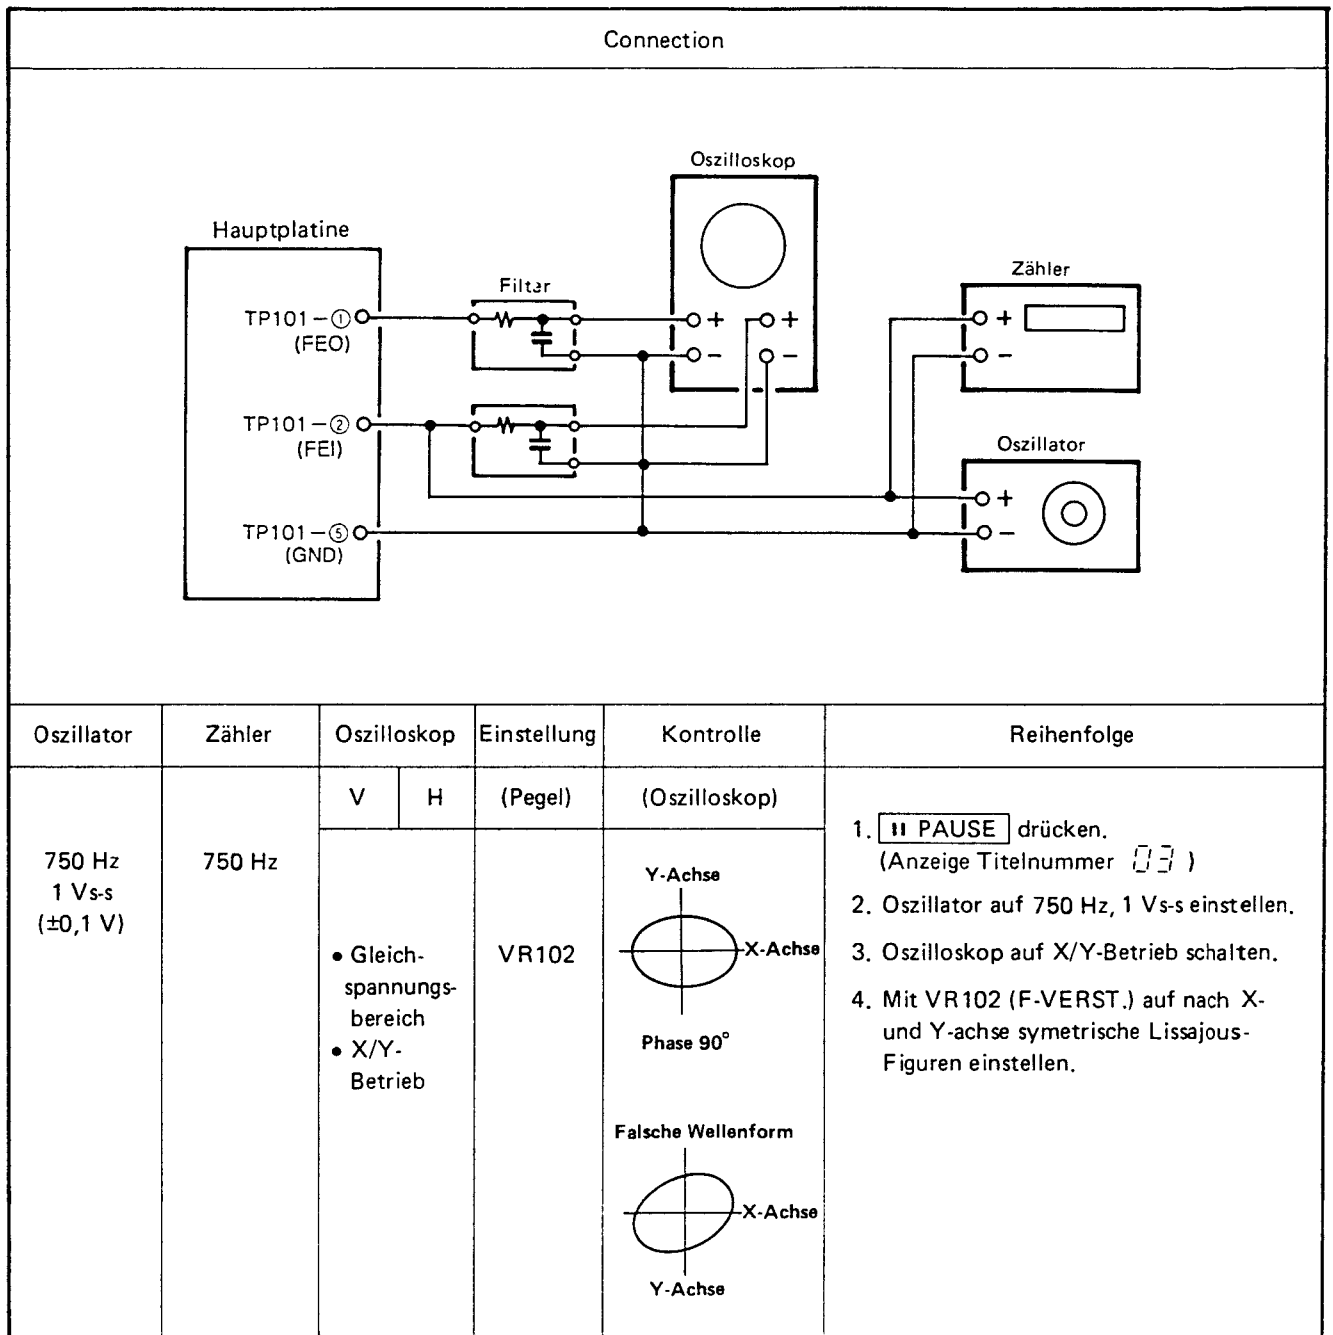 Connection
Oszilloskop
Hauptplatine
Zähler
Filter
TP101-①
(FEO)
+ +
- -
+
-
TP101-②
(FEI)
Oszillator
+
-
TP101-⑤
(GND)
Oszillator Zähler Oszilloskop Einstellung Kontrolle Reihenfolge
V H (Pegel) (Oszilloskop)
750 Hz
1 Vs-s
(±0,1 V)
750 Hz
• Gleich-
spannungs-
bereich
• X/Y-
Betrieb
VR102
Y-Achse
X-Achse
Phase 90°
Falsche Wellenform
X-Achse
Y-Achse
1. II PAUSE drücken.
(Anzeige Titelnummer 03 )
2. Oszillator auf 750 Hz, 1 Vs-s einstellen.
3. Oszilloskop auf X/Y-Betrieb schalten.
4. Mit VR102 (F-VERST.) auf nach X-
und Y-achse symetrische Lissajous-
Figuren einstellen.